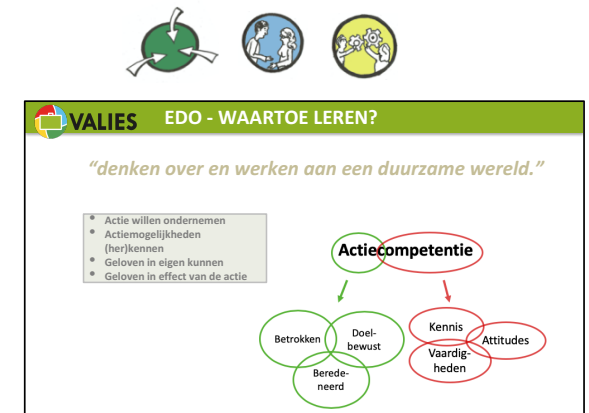 VALIES
EDO - WAARTOE LEREN?
“denken over en werken aan een duurzame wereld.”
• Actie willen ondernemen
• Actiemogelijkheden
(her)kennen
• Geloven in eigen kunnen
• Geloven in effect van de actie
Actiecompetentie
Betrokken
Doel-
bewust
Berede-
neerd
Kennis
Attitudes
Vaardig-
heden